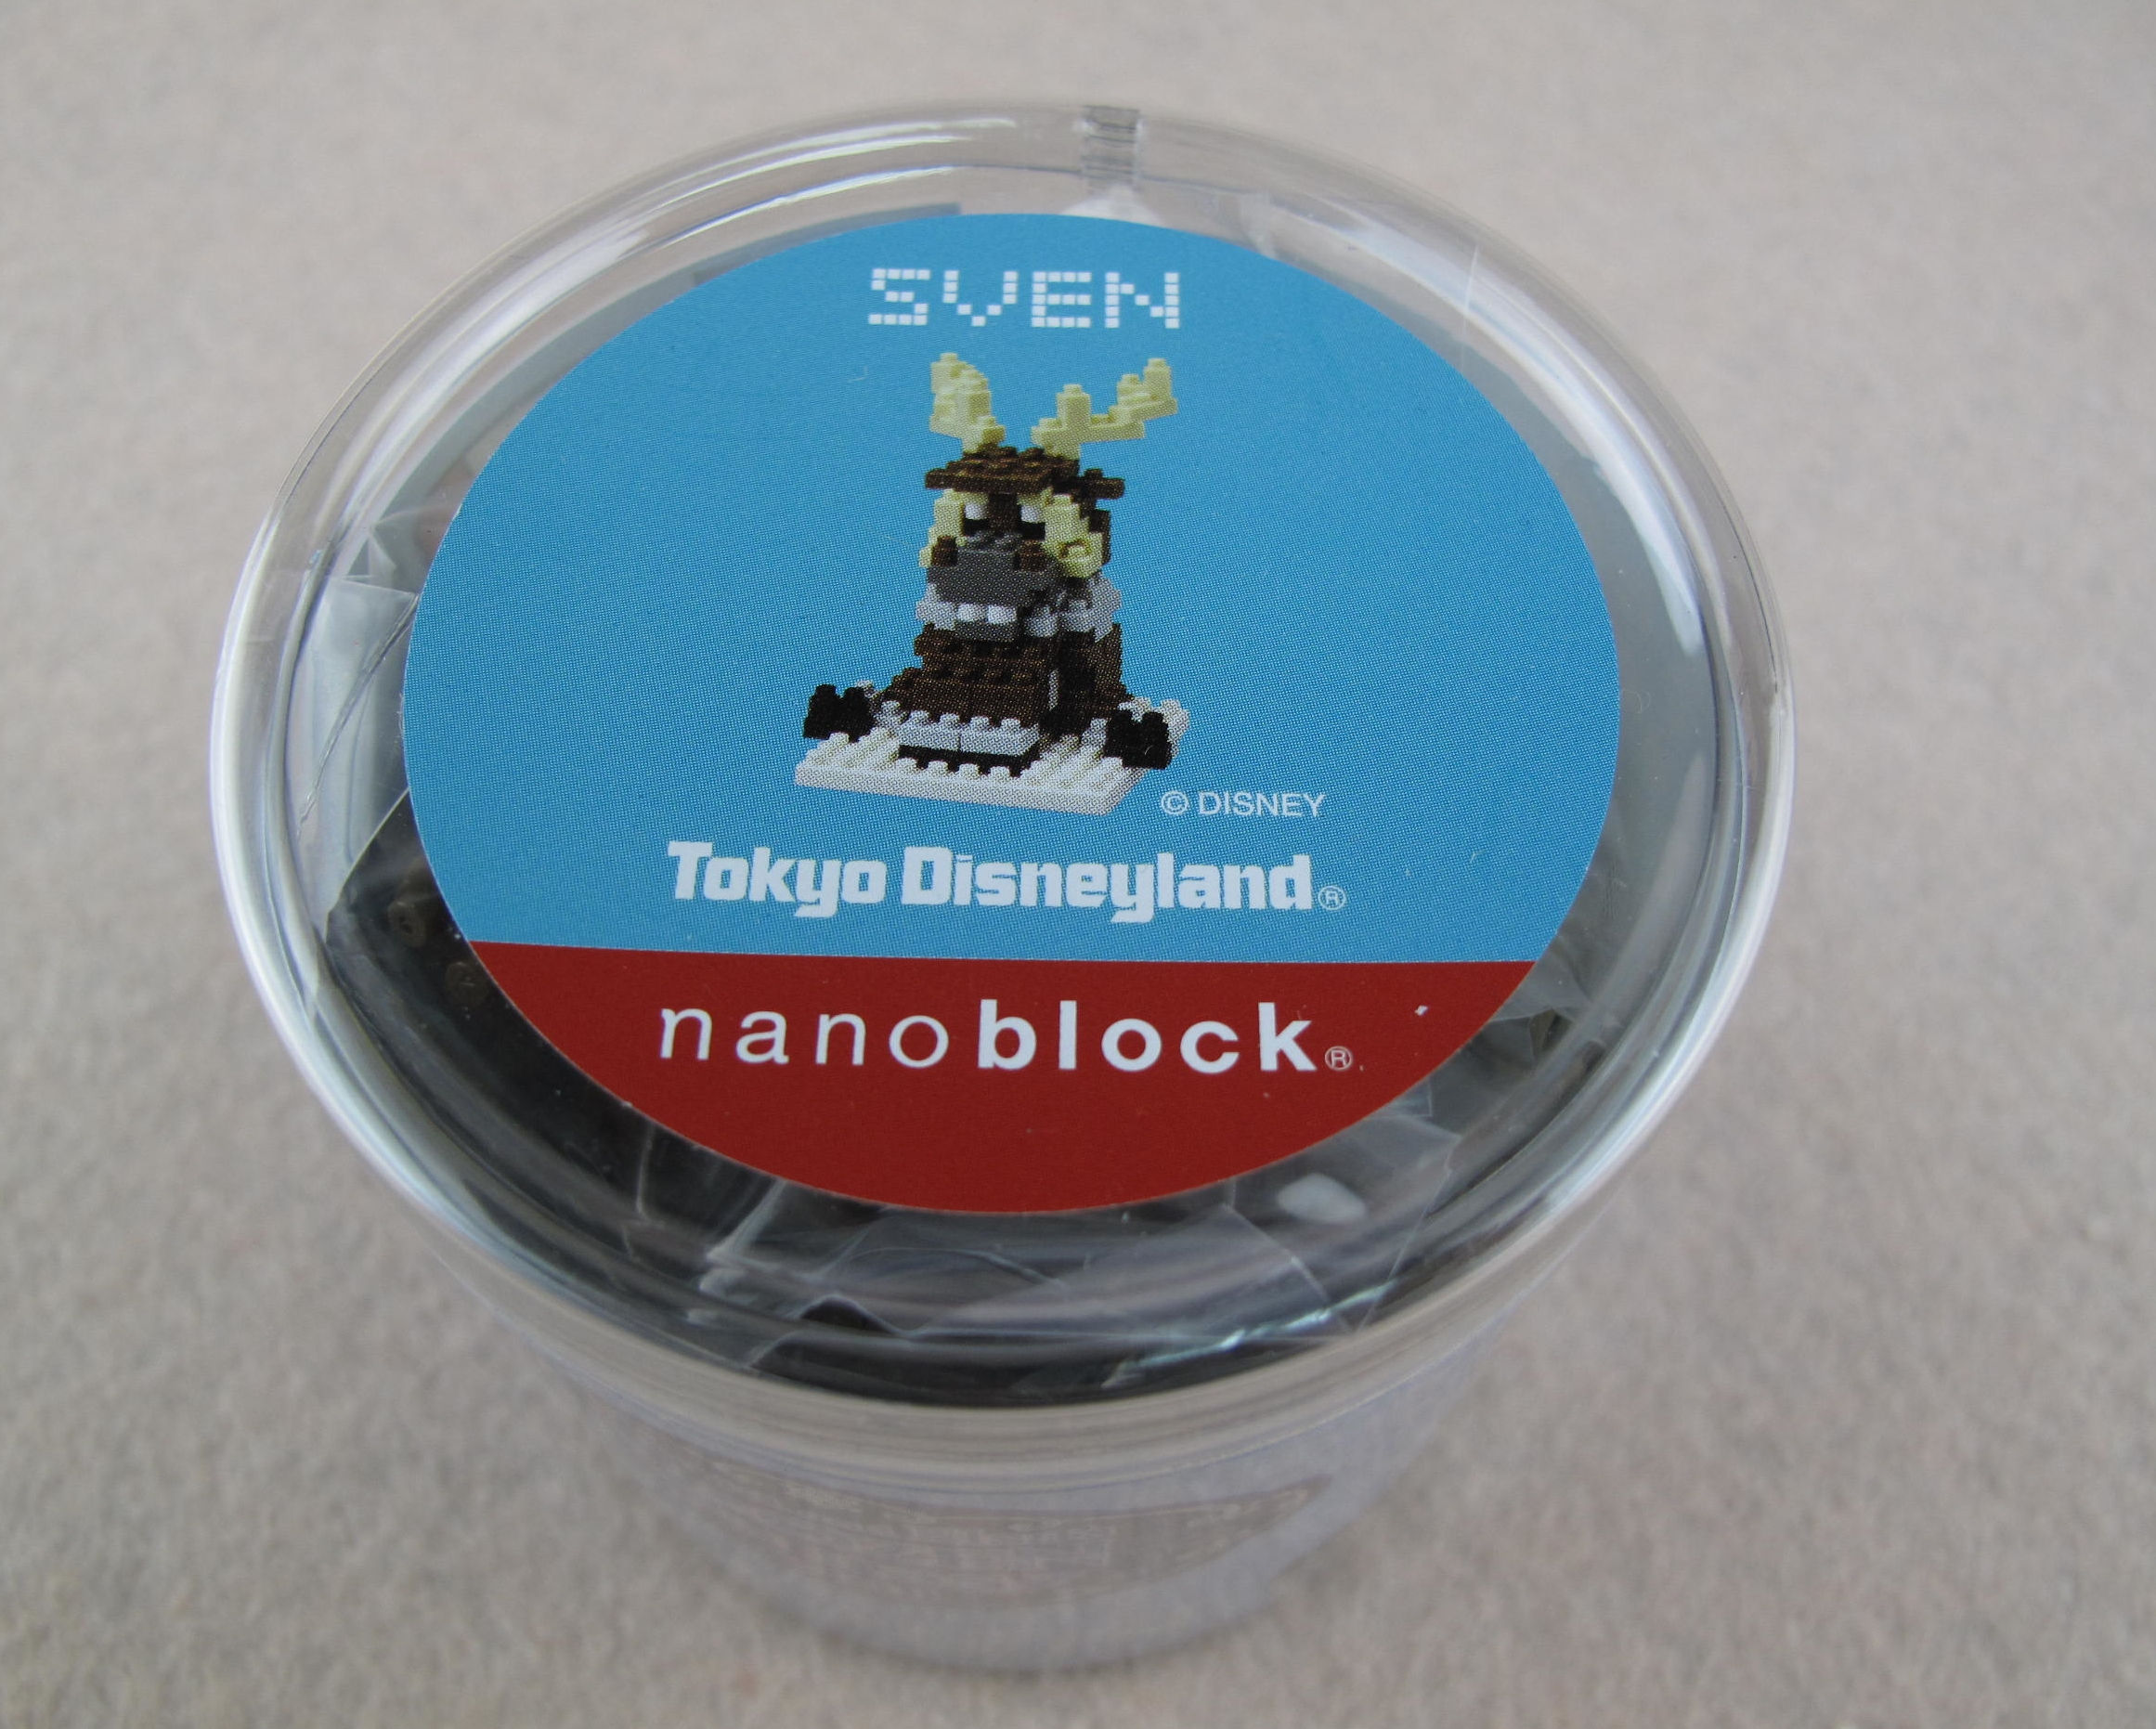 SVEN
© DISNEY
Tokyo Disneyland®
nanoblock®